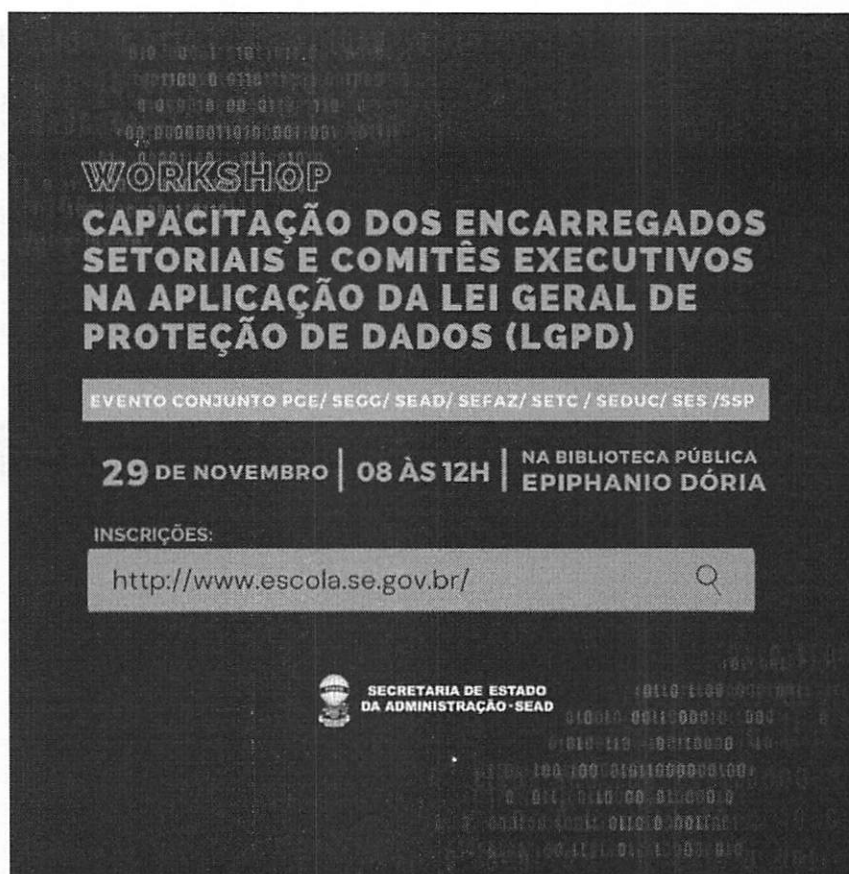 WORKSHOP
CAPACITAÇÃO DOS ENCARREGADOS
SETORIAIS E COMITÊS EXECUTIVOS
NA APLICAÇÃO DA LEI GERAL DE
PROTEÇÃO DE DADOS (LGPD)
EVENTO CONJUNTO PGE/ SEGG/ SEAD/ SEFAZ/ SETC / SEDUC/ SES /SSP
29 DE NOVEMBRO | 08 ÀS 12H | NA BIBLIOTECA PÚBLICA
EPIPHANIO DÓRIA
INSCRIÇÕES:
http://www.escola.se.gov.br/
SECRETARIA DE ESTADO
DA ADMINISTRAÇÃO-SEAD